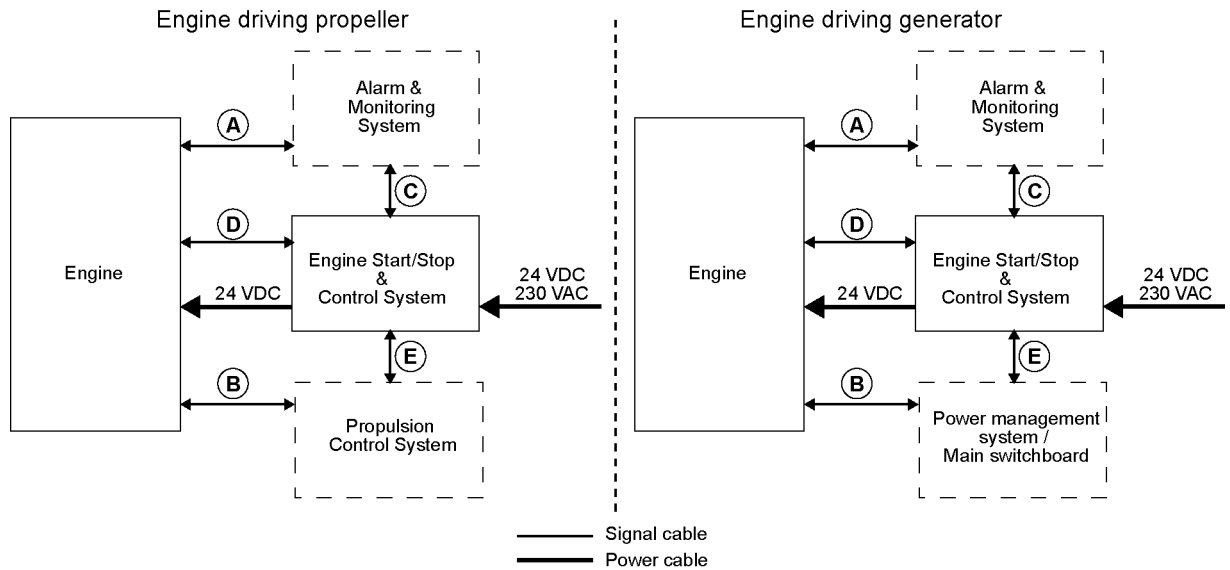 Engine driving propeller
Alarm &
Monitoring
System
A
C
D
Engine
Engine Start/Stop
&
Control System
24 VDC
24 VDC
230 VAC
E
B
Propulsion
Control System
Engine driving generator
Alarm &
Monitoring
System
A
C
D
Engine
Engine Start/Stop
&
Control System
24 VDC
24 VDC
230 VAC
E
B
Power management
system /
Main switchboard
Signal cable
Power cable